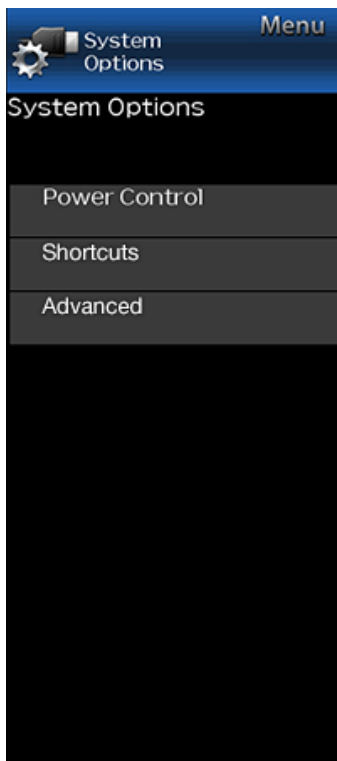 Menu
System
Options
System Options
Power Control
Shortcuts
Advanced